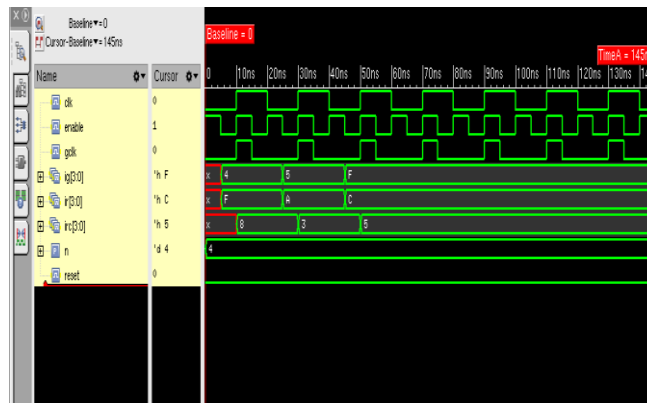 Baseline▼=0
Cursor-Baseline▼=145ns
Baseline = 0
TimeA = 145ns
Name
Cursor
0 10ns 20ns 30ns 40ns 50ns 60ns 70ns 80ns 90ns 100ns 110ns 120ns 130ns 14
clk 0
enable 1
gclk 0
ig[3:0] 'h F x 4 5 F
ir[3:0] 'h C x F A C
irc[3:0] 'h 5 x 8 3 5
n 'd 4 4
reset 0